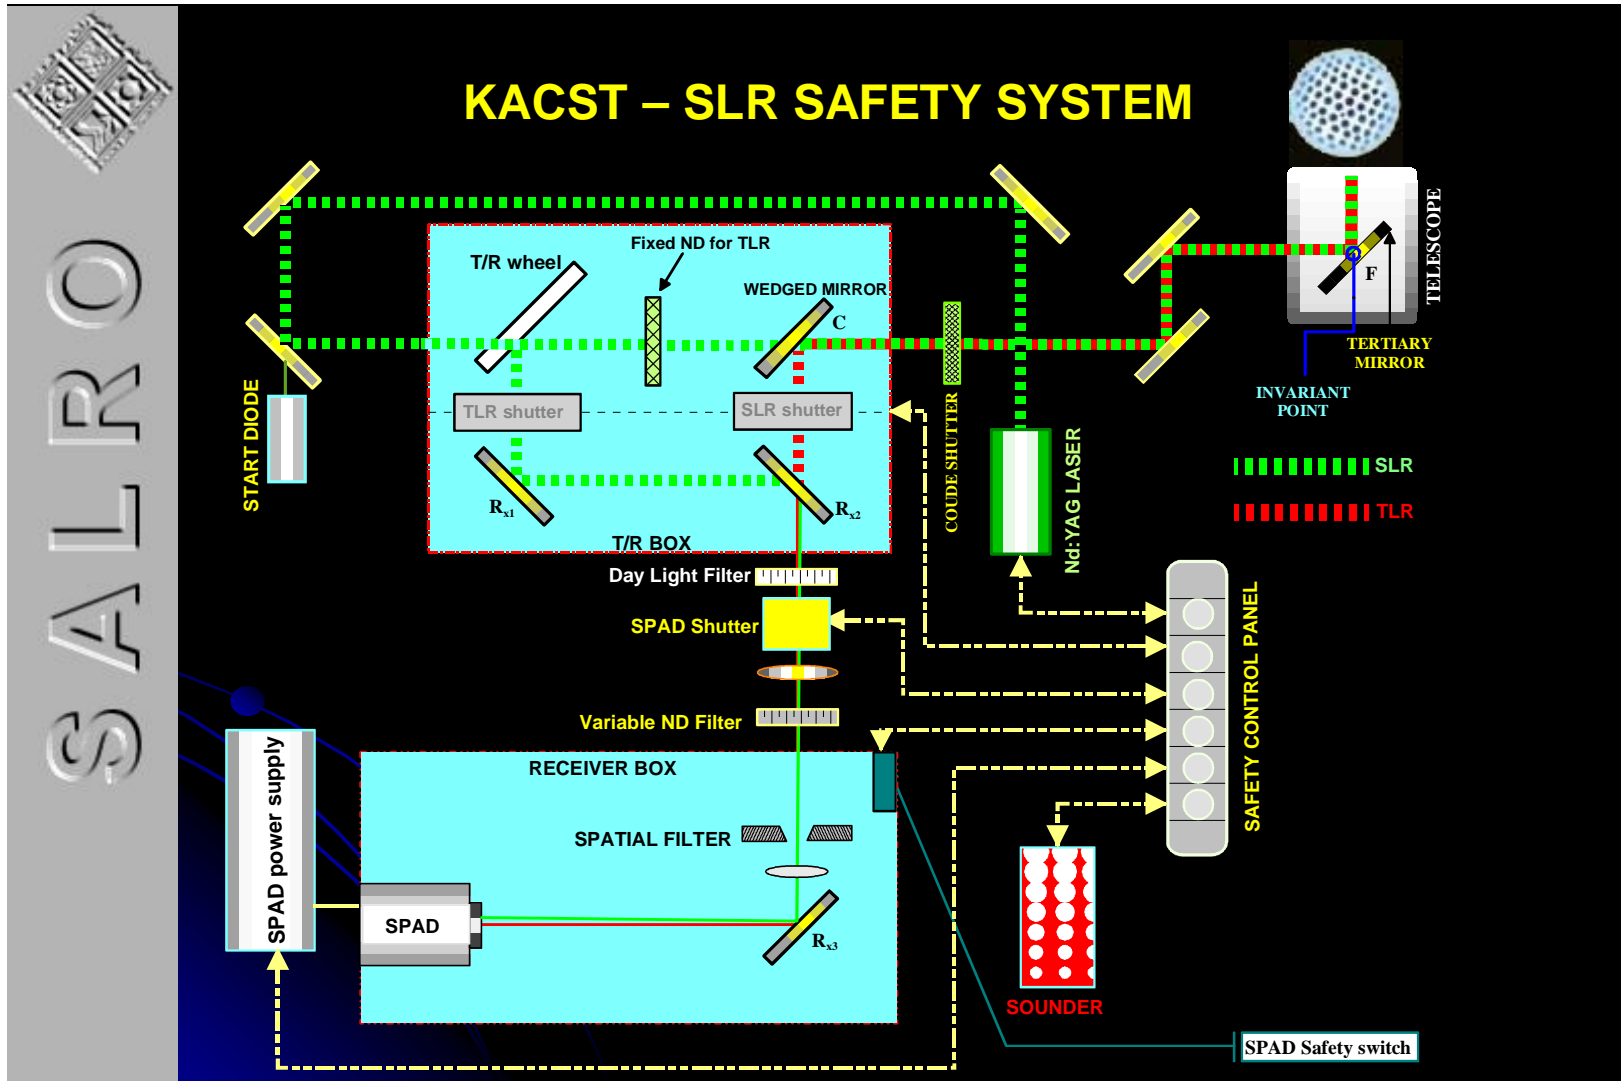 SALRO
KACST – SLR SAFETY SYSTEM
Fixed ND for TLR
T/R wheel
WEDGED MIRROR
C
TELESCOPE
F
TERTIARY
MIRROR
INVARIANT
POINT
START DIODE
TLR shutter
SLR shutter
COUDE SHUTTER
Nd:YAG LASER
SLR
TLR
Rx1
Rx2
T/R BOX
Day Light Filter
SPAD Shutter
Variable ND Filter
SAFETY CONTROL PANEL
SPAD power supply
RECEIVER BOX
SPATIAL FILTER
SPAD
Rx3
SOUNDER
SPAD Safety switch